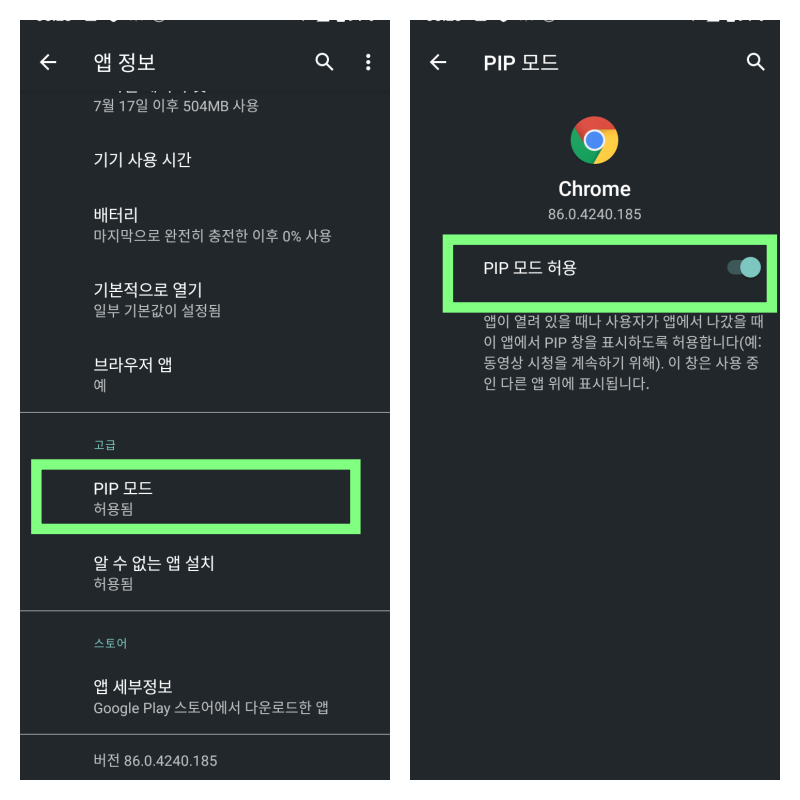 앱 정보
7월 17일 이후 504MB 사용
기기 사용 시간
배터리
마지막으로 완전히 충전한 이후 0% 사용
기본적으로 열기
일부 기본값이 설정됨
브라우저 앱
예
고급
PIP 모드
허용됨
알 수 없는 앱 설치
허용됨
스토어
앱 세부정보
Google Play 스토어에서 다운로드한 앱
버전 86.0.4240.185
PIP 모드
Chrome
86.0.4240.185
PIP 모드 허용
앱이 열려 있을 때나 사용자가 앱에서 나갔을 때
이 앱에서 PIP 창을 표시하도록 허용합니다(예:
동영상 시청을 계속하기 위해). 이 창은 사용 중
인 다른 앱 위에 표시됩니다.